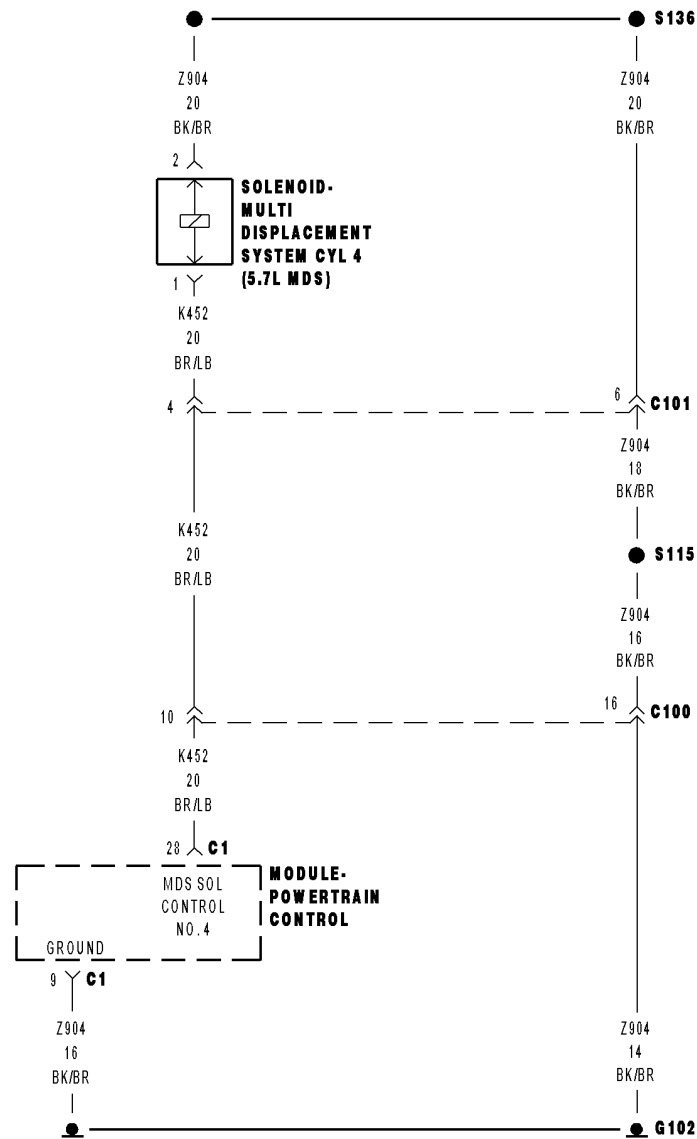 S136
Z904
20
BK/BR
Z904
20
BK/BR
2
SOLENOID-
MULTI
DISPLACEMENT
SYSTEM CYL 4
(5.7L MDS)
1
K452
20
BR/LB
4
6
C101
Z904
18
BK/BR
K452
20
BR/LB
S115
Z904
16
BK/BR
10
16
C100
K452
20
BR/LB
28
C1
MODULE-
POWERTRAIN
CONTROL
MDS SOL
CONTROL
NO. 4
GROUND
9
C1
Z904
16
BK/BR
Z904
14
BK/BR
G102